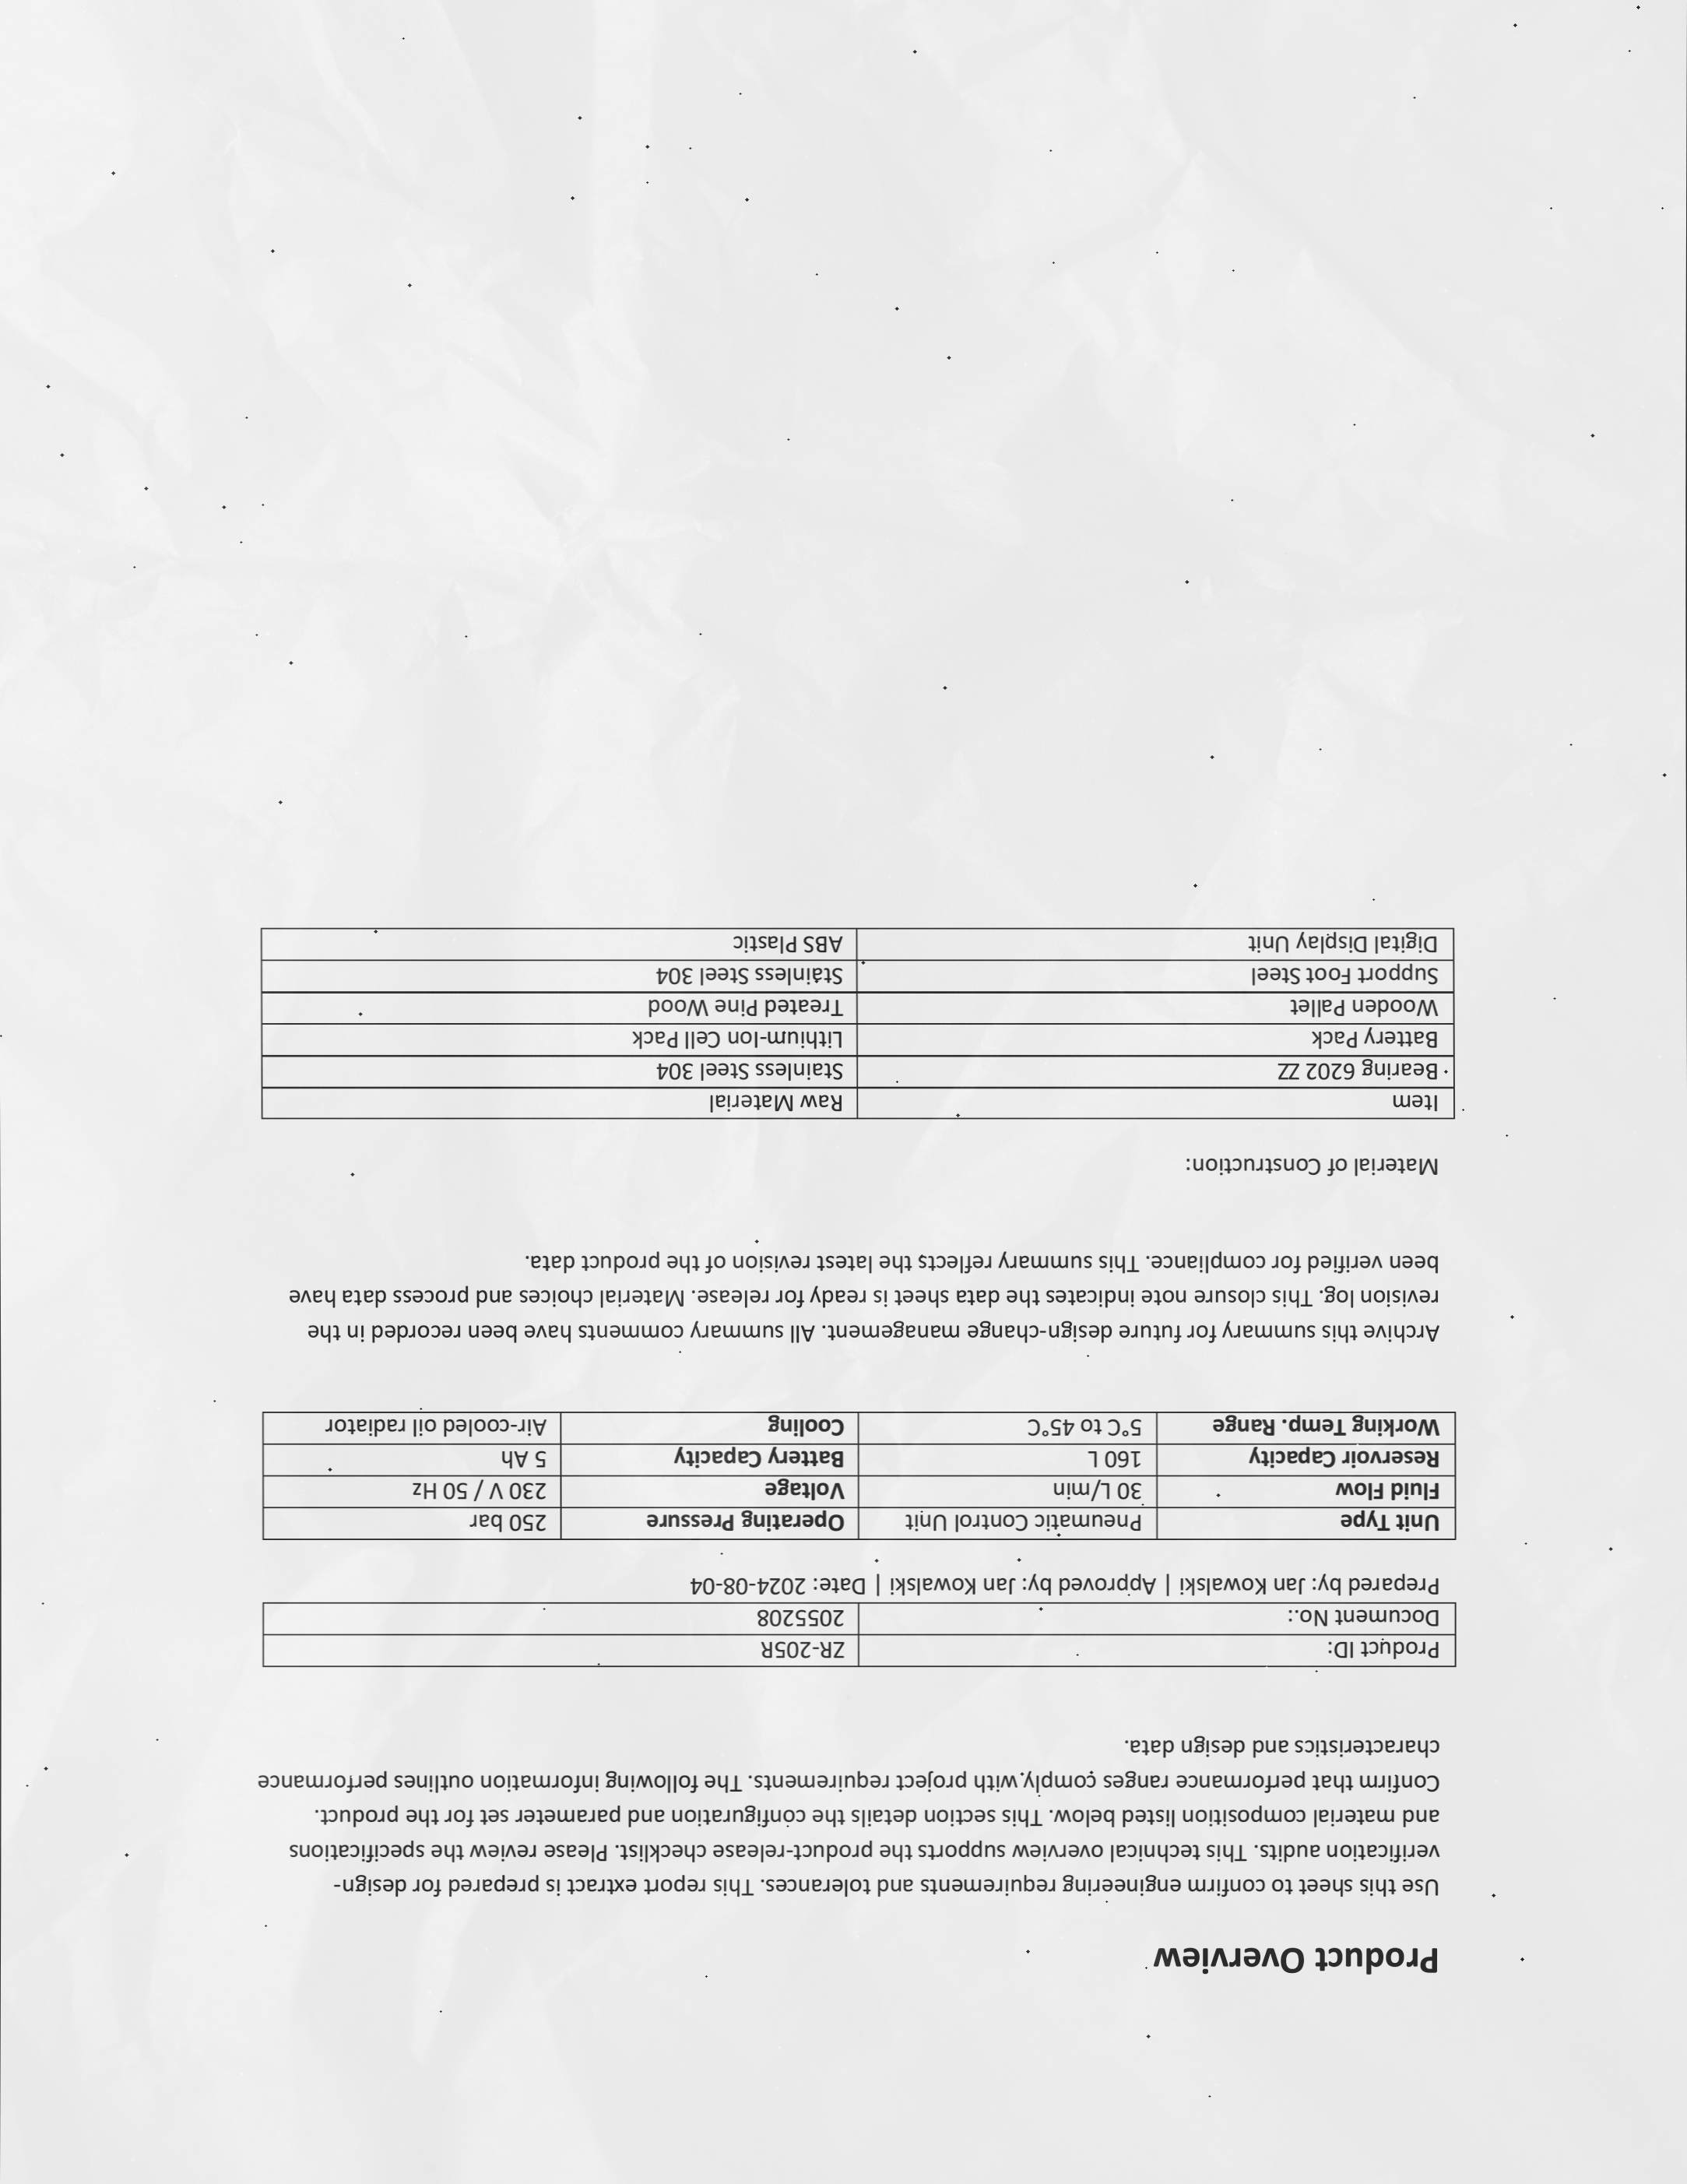 Product Overview
Use this sheet to confirm engineering requirements and tolerances. This report extract is prepared for design-
verification audits. This technical overview supports the product-release checklist. Please review the specifications
and material composition listed below. This section details the configuration and parameter set for the product.
Confirm that performance ranges comply with project requirements. The following information outlines performance
characteristics and design data.
Product ID: ZR-205R
Document No.: 2055208
Prepared by: Jan Kowalski | Approved by: Jan Kowalski | Date: 2024-08-04
Unit Type Pneumatic Control Unit Operating Pressure 250 bar
Fluid Flow 30 L/min Voltage 230 V / 50 Hz
Reservoir Capacity 160 L Battery Capacity 5 Ah
Working Temp. Range 5°C to 45°C Cooling Air-cooled oil radiator
Archive this summary for future design-change management. All summary comments have been recorded in the
revision log. This closure note indicates the data sheet is ready for release. Material choices and process data have
been verified for compliance. This summary reflects the latest revision of the product data.
Material of Construction:
Item Raw Material
Bearing 6202 ZZ Stainless Steel 304
Battery Pack Lithium-Ion Cell Pack
Wooden Pallet Treated Pine Wood
Support Foot Steel Stainless Steel 304
Digital Display Unit ABS Plastic